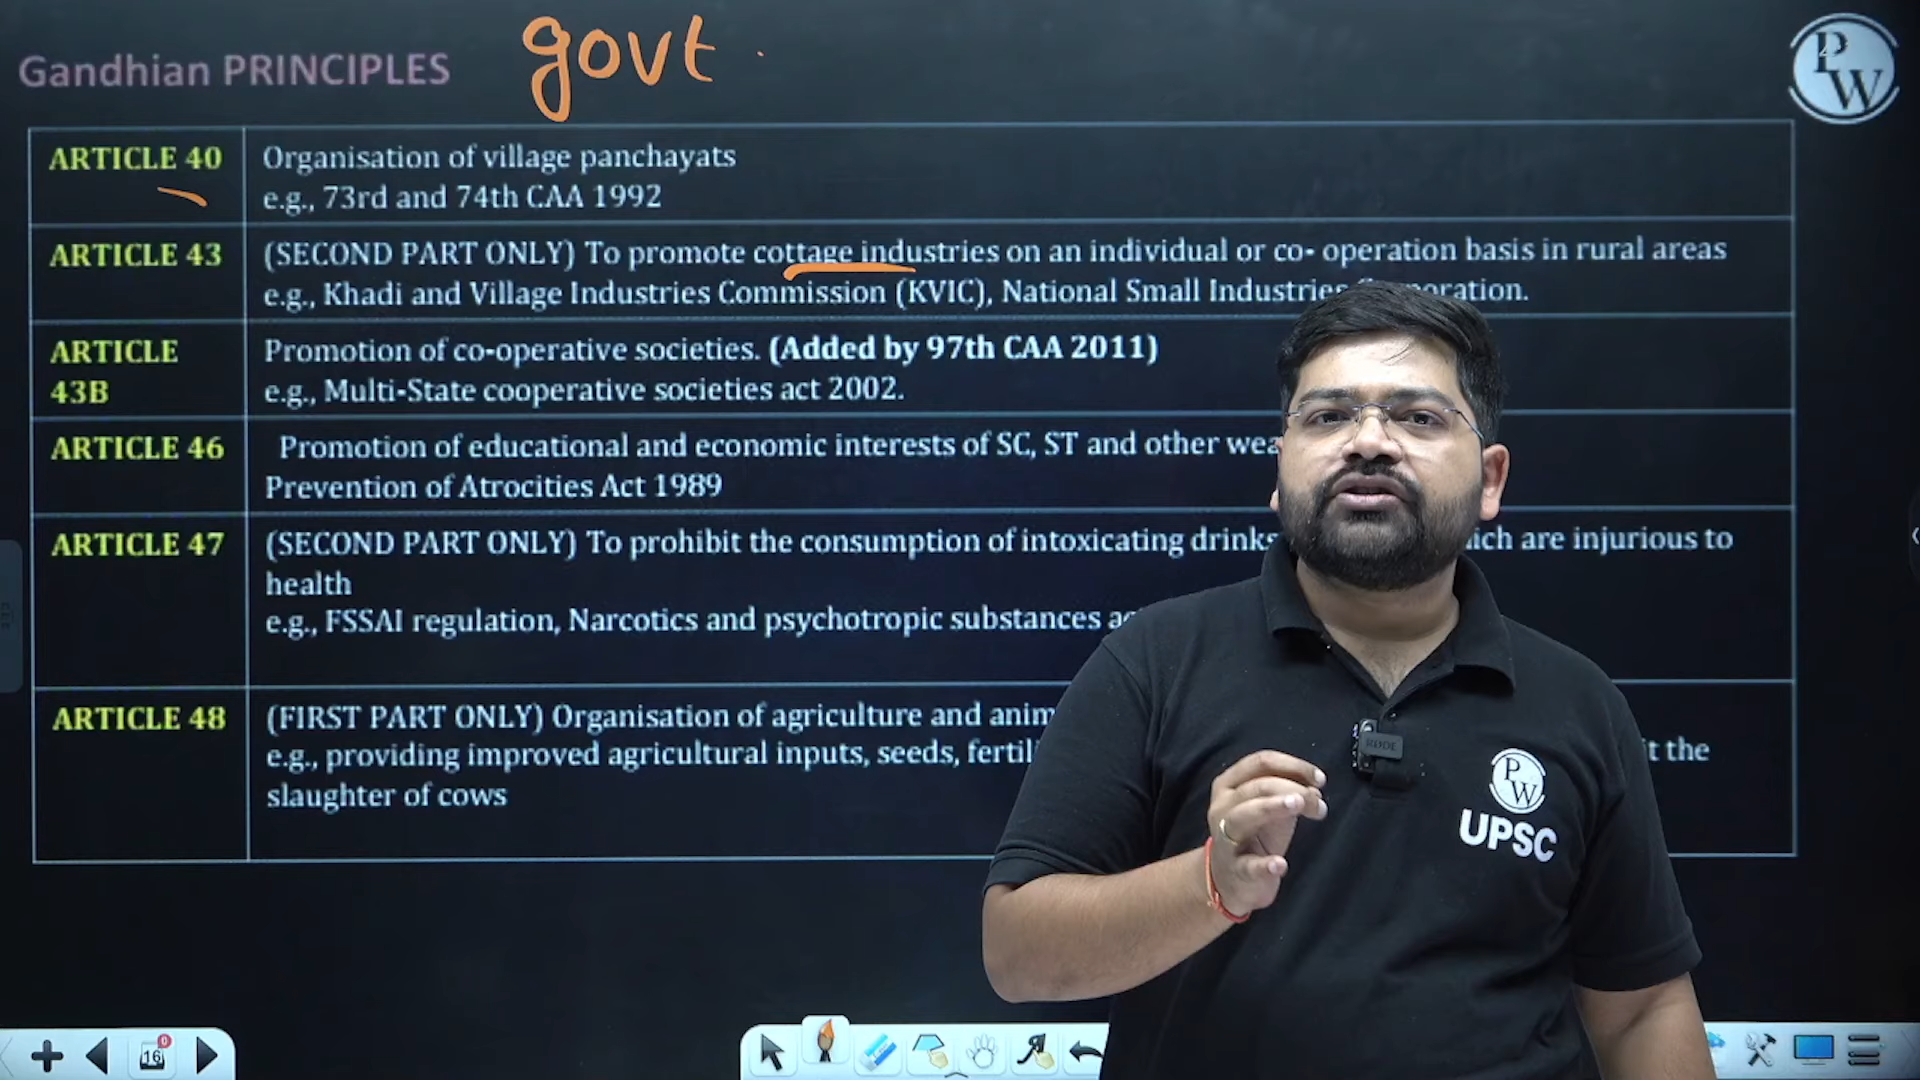 Gandhian PRINCIPLES
govt
PW
ARTICLE 40
Organisation of village panchayats
e.g., 73rd and 74th CAA 1992
ARTICLE 43
(SECOND PART ONLY) To promote cottage industries on an individual or co- operation basis in rural areas
e.g., Khadi and Village Industries Commission (KVIC), National Small Industries
ARTICLE
43B
Promotion of co-operative societies. (Added by 97th CAA 2011)
e.g., Multi-State cooperative societies act 2002.
ARTICLE 46
Promotion of educational and economic interests of SC, ST and other
Prevention of Atrocities Act 1989
ARTICLE 47
(SECOND PART ONLY) To prohibit the consumption of intoxicating drinks are injurious to
health
e.g., FSSAI regulation, Narcotics and psychotropic substances
ARTICLE 48
(FIRST PART ONLY) Organisation of agriculture and
e.g., providing improved agricultural inputs, seeds, the
slaughter of cows
RODE
PW
UPSC
16
0